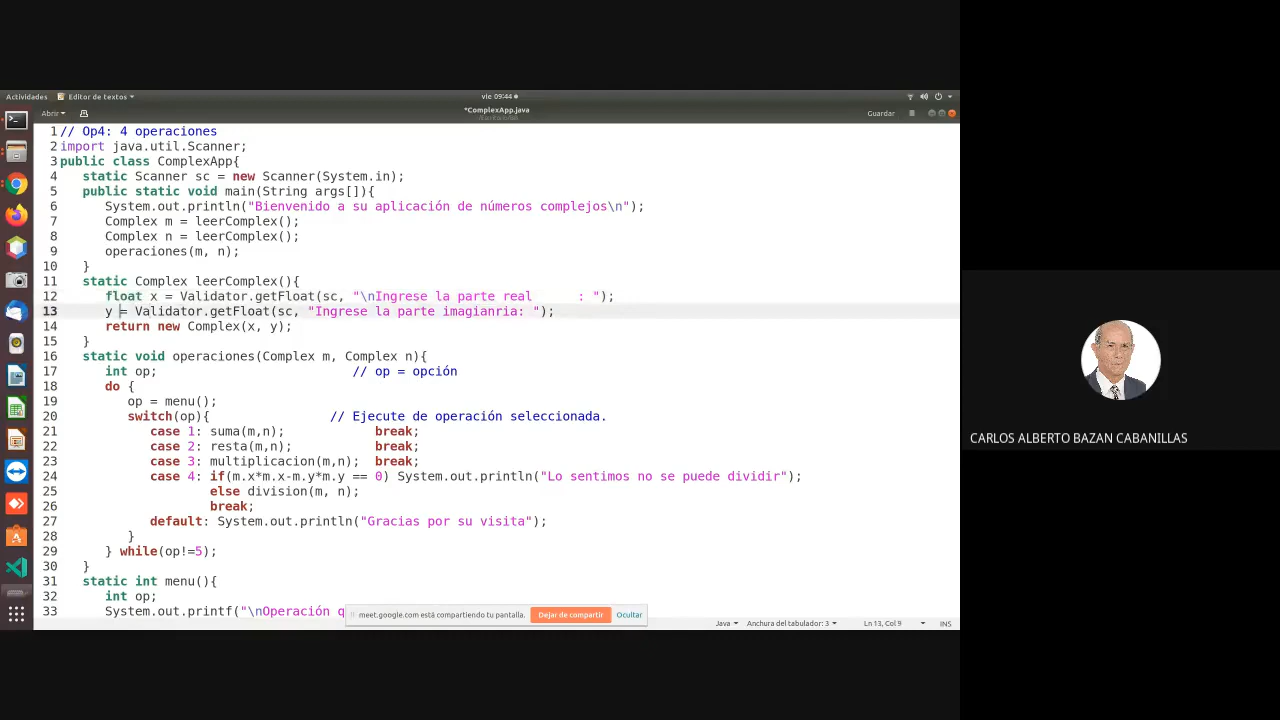 Actividades Editor de textos vie 09:44
Abrir *ComplexApp.java Guardar
1 // Op4: 4 operaciones
2 import java.util.Scanner;
3 public class ComplexApp{
4 static Scanner sc = new Scanner(System.in);
5 public static void main(String args[]){
6 System.out.println("Bienvenido a su aplicación de números complejos\n");
7 Complex m = leerComplex();
8 Complex n = leerComplex();
9 operaciones(m, n);
10 }
11 static Complex leerComplex(){
12 float x = Validator.getFloat(sc, "\nIngrese la parte real      : ");
13 y = Validator.getFloat(sc, "Ingrese la parte imagianria: ");
14 return new Complex(x, y);
15 }
16 static void operaciones(Complex m, Complex n){
17 int op; // op = opción
18 do {
19 op = menu();
20 switch(op){ // Ejecute de operación seleccionada.
21 case 1: suma(m,n); break;
22 case 2: resta(m,n); break;
23 case 3: multiplicacion(m,n); break;
24 case 4: if(m.x*m.x-m.y*m.y == 0) System.out.println("Lo sentimos no se puede dividir");
25 else division(m, n);
26 break;
27 default: System.out.println("Gracias por su visita");
28 }
29 } while(op!=5);
30 }
31 static int menu(){
32 int op;
33 System.out.printf("\nOperación q
meet.google.com está compartiendo tu pantalla. Dejar de compartir Ocultar
Java Anchura del tabulador: 3 Ln 13, Col 9 INS
CARLOS ALBERTO BAZAN CABANILLAS